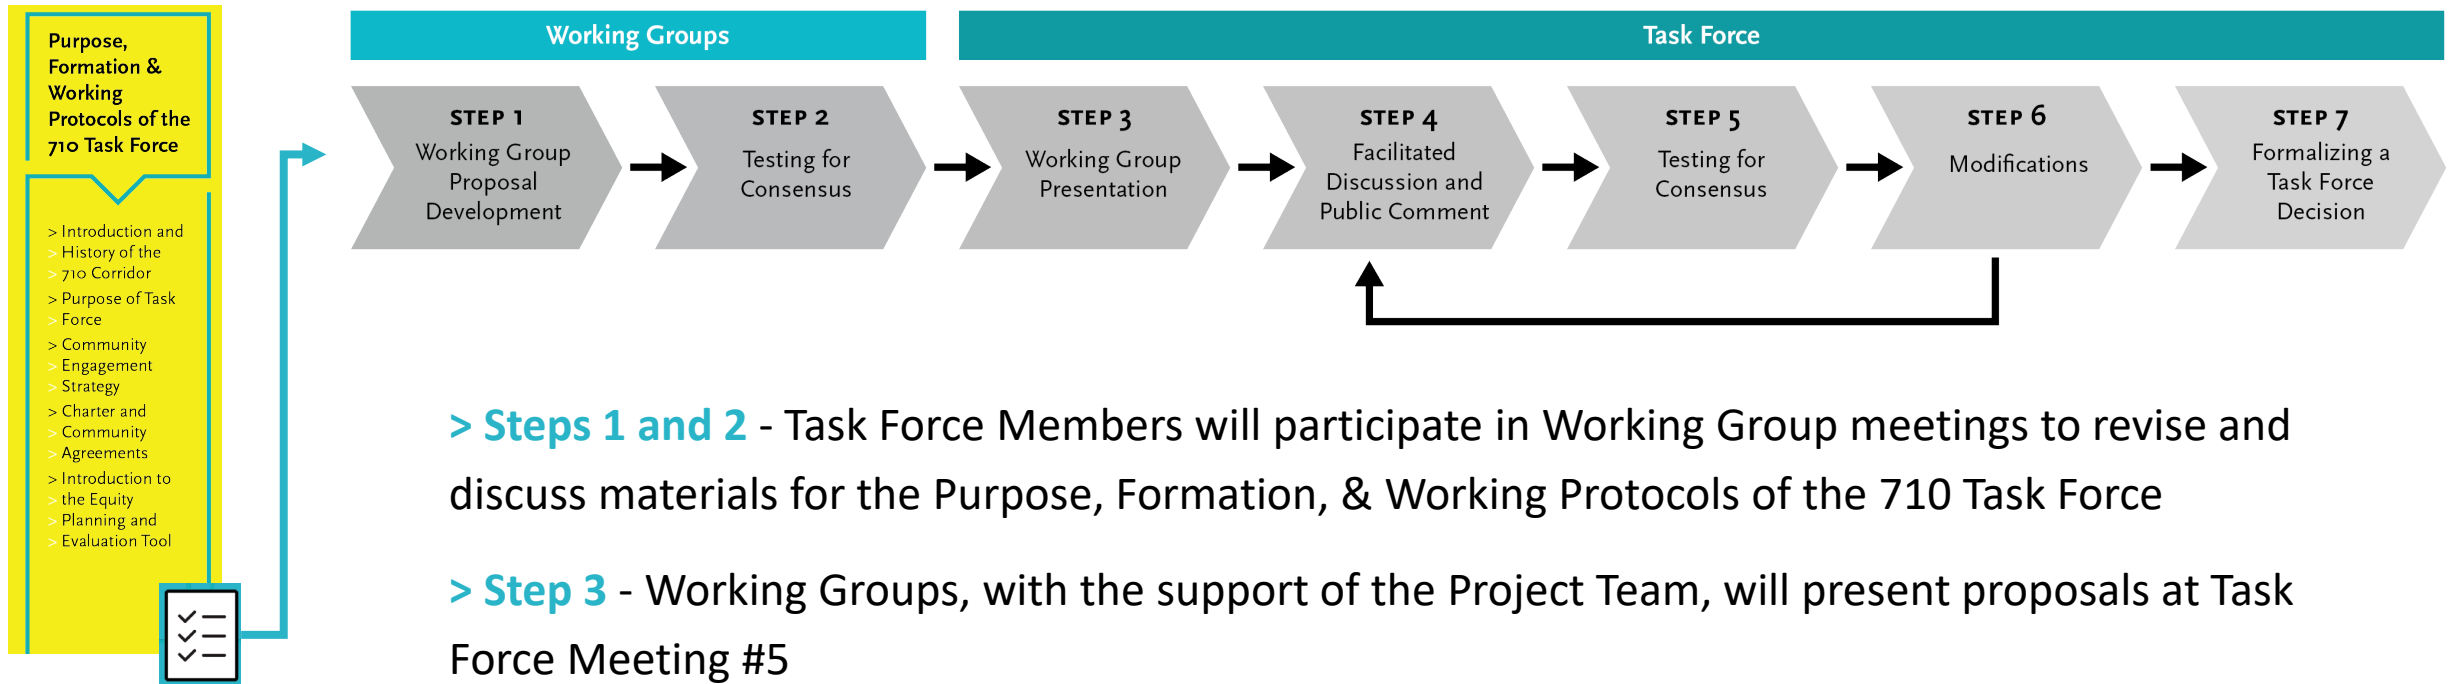 Purpose,
Formation &
Working
Protocols of the
710 Task Force
> Introduction and
> History of the
> 710 Corridor
> Purpose of Task
> Force
> Community
> Engagement
> Strategy
> Charter and
> Community
> Agreements
> Introduction to
> the Equity
> Planning and
> Evaluation Tool
Working Groups
Task Force
STEP 1
Working Group
Proposal
Development
STEP 2
Testing for
Consensus
STEP 3
Working Group
Presentation
STEP 4
Facilitated
Discussion and
Public Comment
STEP 5
Testing for
Consensus
STEP 6
Modifications
STEP 7
Formalizing a
Task Force
Decision
> Steps 1 and 2 - Task Force Members will participate in Working Group meetings to revise and
discuss materials for the Purpose, Formation, & Working Protocols of the 710 Task Force
> Step 3 - Working Groups, with the support of the Project Team, will present proposals at Task
Force Meeting #5